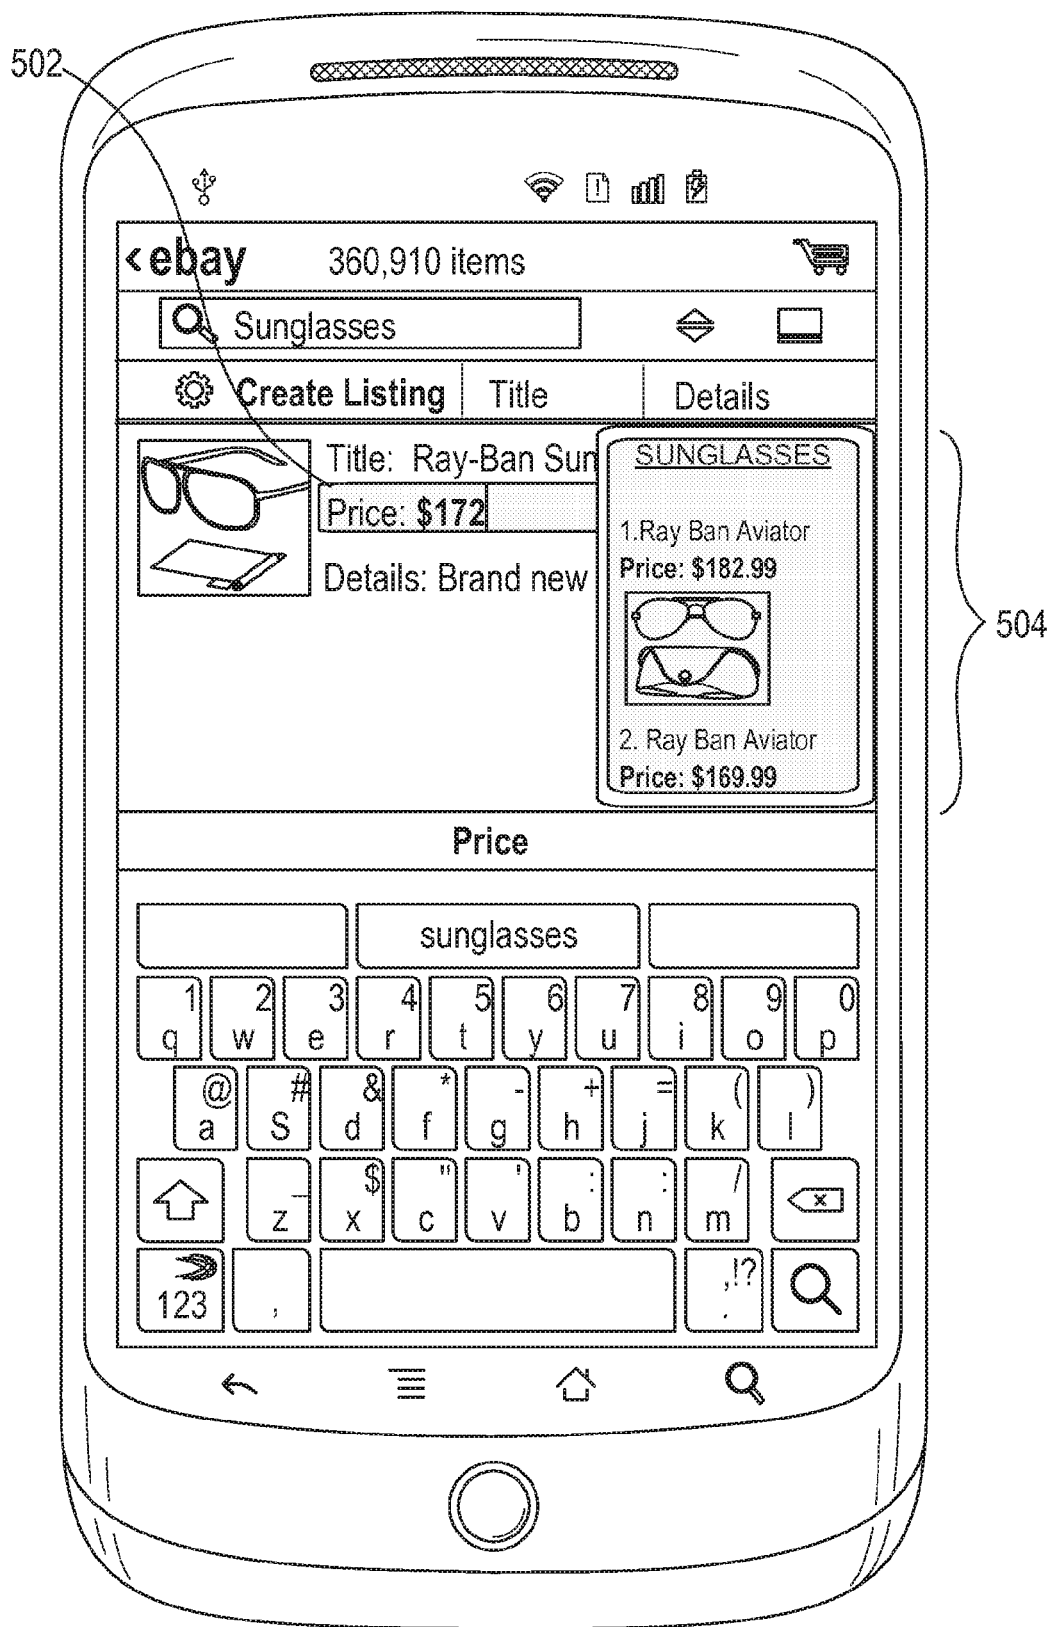 502
<ebay 360,910 items
Sunglasses
Create Listing Title Details
Title: Ray-Ban Sun
Price: $172
Details: Brand new
SUNGLASSES
1.Ray Ban Aviator
Price: $182.99
2. Ray Ban Aviator
Price: $169.99
504
Price
sunglasses
1 2 3 4 5 6 7 8 9 0
q w e r t y u i o p
@ # & * - + = ( )
a S d f g h j k l
_ $ " ' : : /
z x c v b n m x
,!?
123 , .